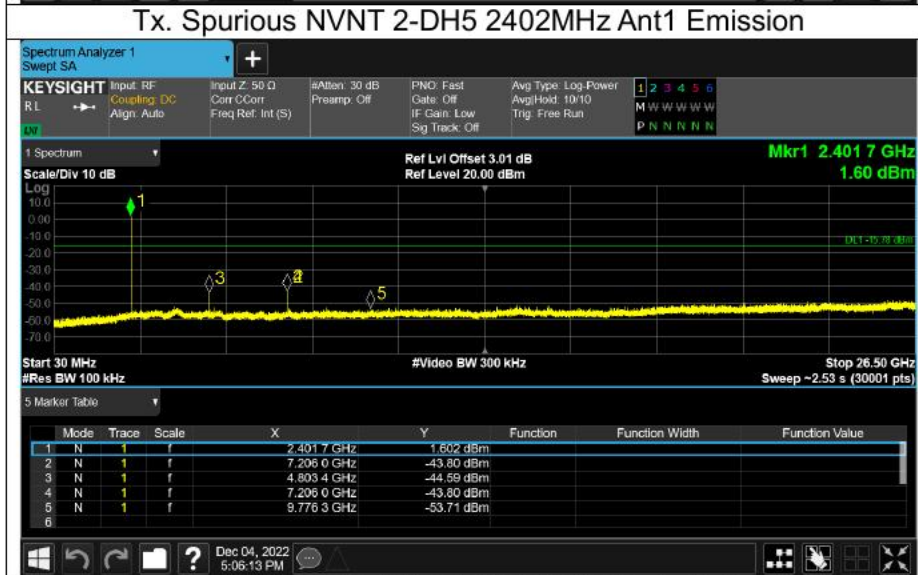 Tx. Spurious NVNT 2-DH5 2402MHz Ant1 Emission
Spectrum Analyzer 1
Swept SA
+
KEYSIGHT Input: RF Input Z: 50 Ω #Atten: 30 dB PNO: Fast Avg Type: Log-Power 1 2 3 4 5 6
R L Coupling: DC Corr CCorr Preamp: Off Gate: Off Avg|Hold: 10/10 M W W W W W
Align: Auto Freq Ref: Int (S) IF Gain: Low Trig: Free Run
Sig Track: Off P N N N N N
1 Spectrum Ref Lvl Offset 3.01 dB Mkr1 2.401 7 GHz
Scale/Div 10 dB Ref Level 20.00 dBm 1.60 dBm
Log
10.0 1
0.00
-10.0 DL1 -15.78 dBm
-20.0
-30.0
-40.0 3 2 4
-50.0 5
-60.0
-70.0
Start 30 MHz #Video BW 300 kHz Stop 26.50 GHz
#Res BW 100 kHz Sweep ~2.53 s (30001 pts)
5 Marker Table
Mode Trace Scale X Y Function Function Width Function Value
1 N 1 f 2.401 7 GHz 1.602 dBm
2 N 1 f 7.206 0 GHz -43.80 dBm
3 N 1 f 4.803 4 GHz -44.59 dBm
4 N 1 f 7.206 0 GHz -43.80 dBm
5 N 1 f 9.776 3 GHz -53.71 dBm
6
? Dec 04, 2022
5:06:13 PM